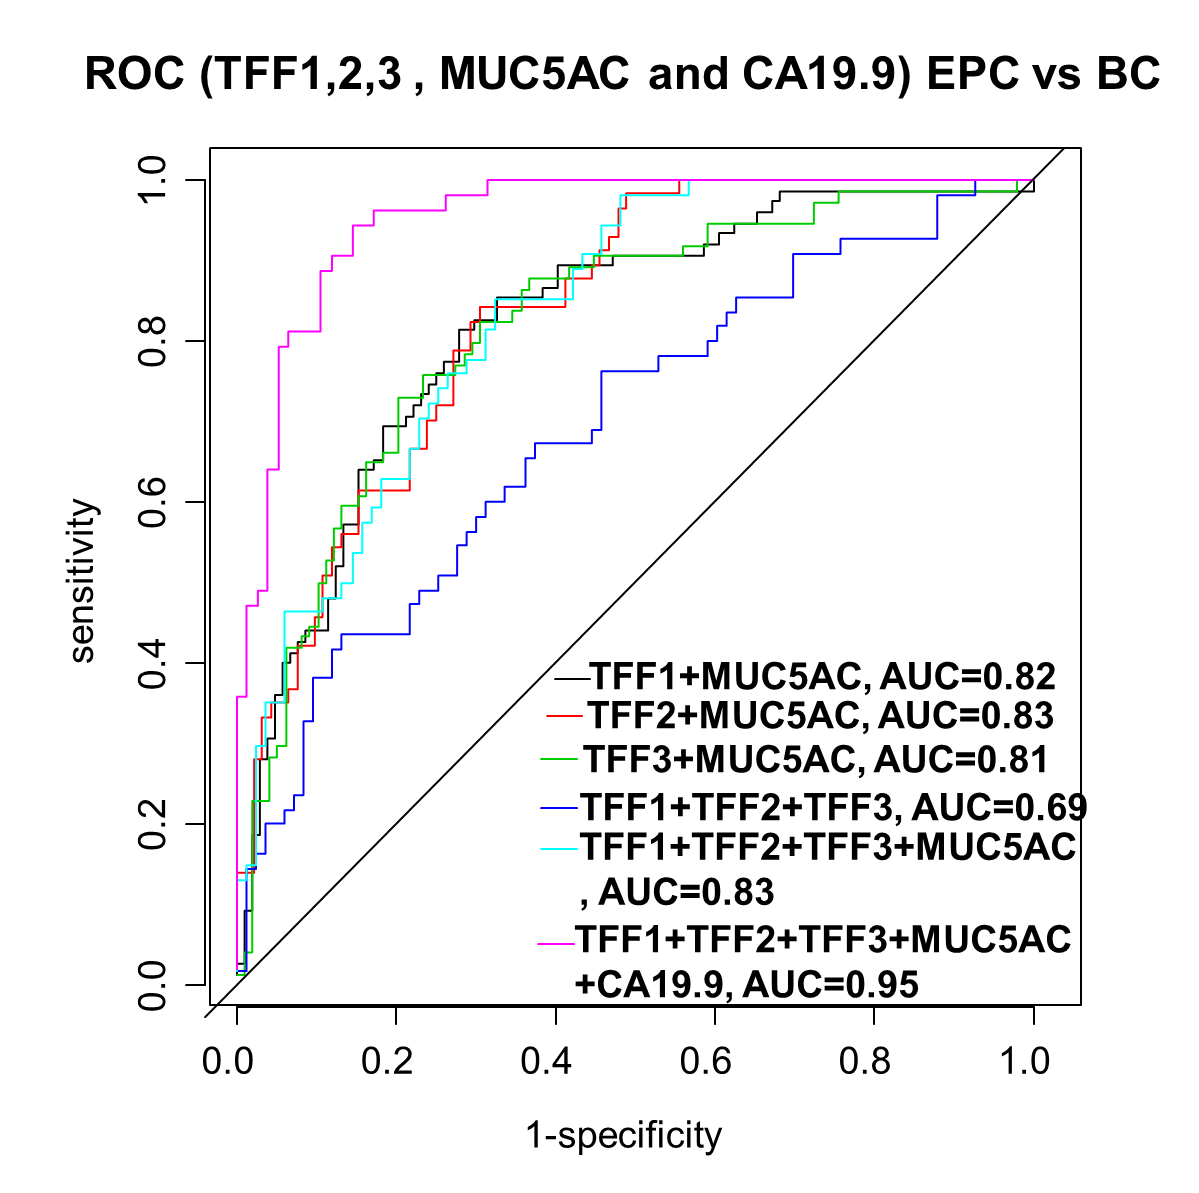 ROC (TFF1,2,3 , MUC5AC and CA19.9) EPC vs BC
sensitivity
1.0
0.8
0.6
0.4
0.2
0.0
TFF1+MUC5AC, AUC=0.82
TFF2+MUC5AC, AUC=0.83
TFF3+MUC5AC, AUC=0.81
TFF1+TFF2+TFF3, AUC=0.69
TFF1+TFF2+TFF3+MUC5AC
, AUC=0.83
TFF1+TFF2+TFF3+MUC5AC
+CA19.9, AUC=0.95
0.0 0.2 0.4 0.6 0.8 1.0
1-specificity